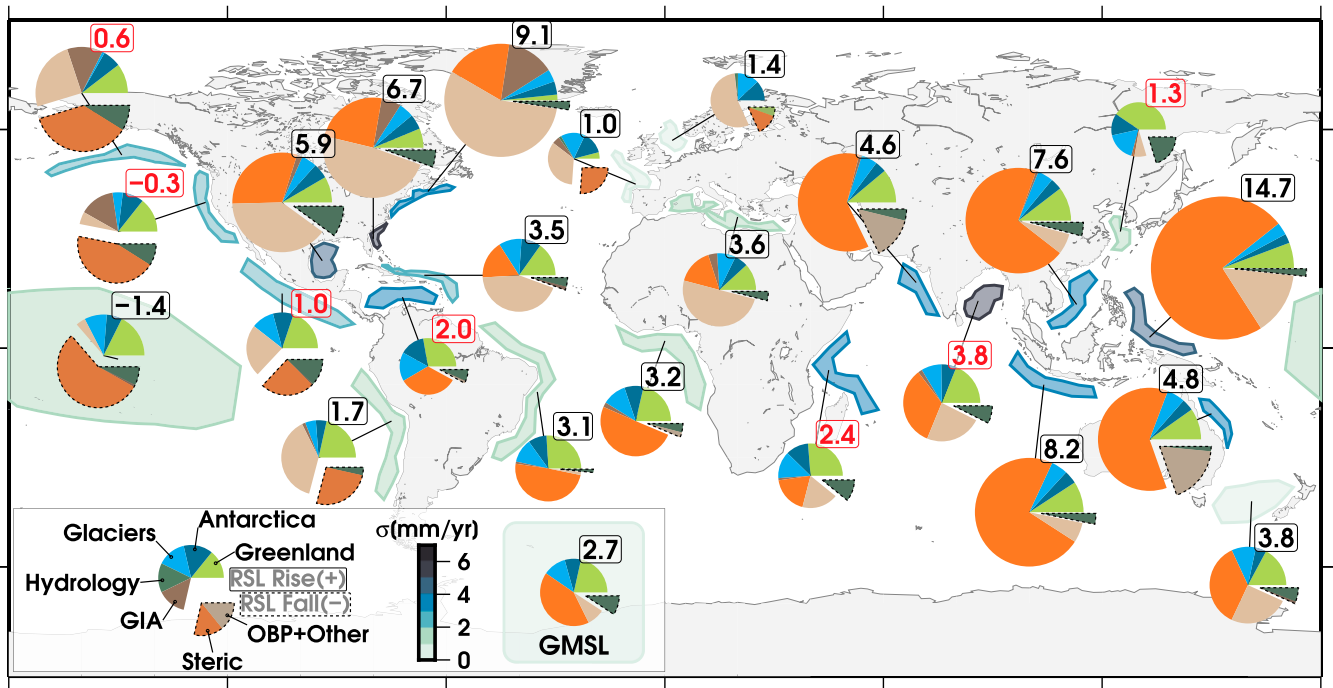 0.6
9.1
1.4
6.7
1.0
1.3
5.9
4.6
7.6
14.7
−0.3
3.5
3.6
−1.4
1.0
2.0
3.8
3.2
4.8
1.7
3.1
2.4
8.2
3.8
Glaciers
Antarctica
Greenland
Hydrology
RSL Rise(+)
RSL Fall(−)
GIA
OBP+Other
Steric
σ(mm/yr)
6
4
2
0
2.7
GMSL